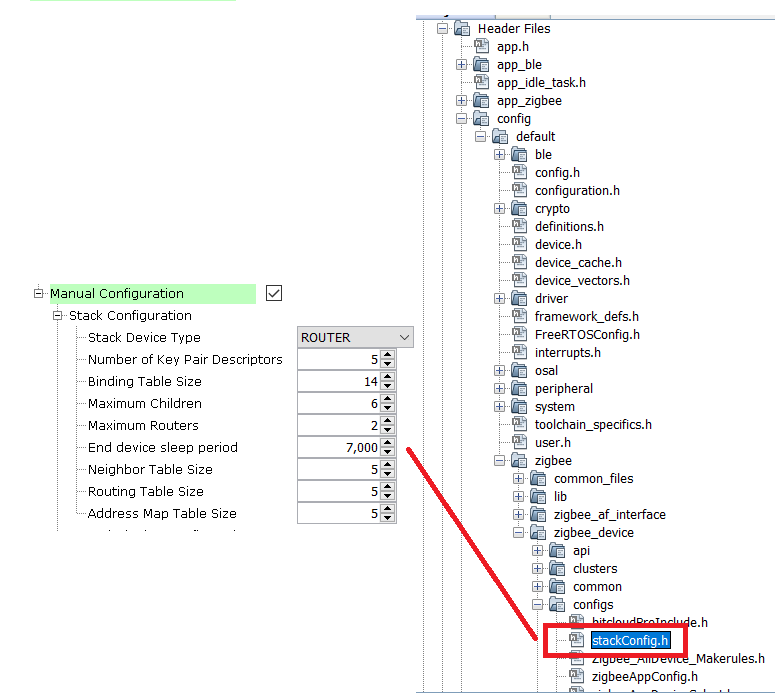 Manual Configuration
Stack Configuration
Stack Device Type ROUTER
Number of Key Pair Descriptors 5
Binding Table Size 14
Maximum Children 6
Maximum Routers 2
End device sleep period 7,000
Neighbor Table Size 5
Routing Table Size 5
Address Map Table Size 5
Header Files
app.h
app_ble
app_idle_task.h
app_zigbee
config
default
ble
config.h
configuration.h
crypto
definitions.h
device.h
device_cache.h
device_vectors.h
driver
framework_defs.h
FreeRTOSConfig.h
interrupts.h
osal
peripheral
system
toolchain_specifics.h
user.h
zigbee
common_files
lib
zigbee_af_interface
zigbee_device
api
clusters
common
configs
bitcloudProInclude.h
stackConfig.h
Zigbee_AllDevice_Makerules.h
zigbeeAppConfig.h